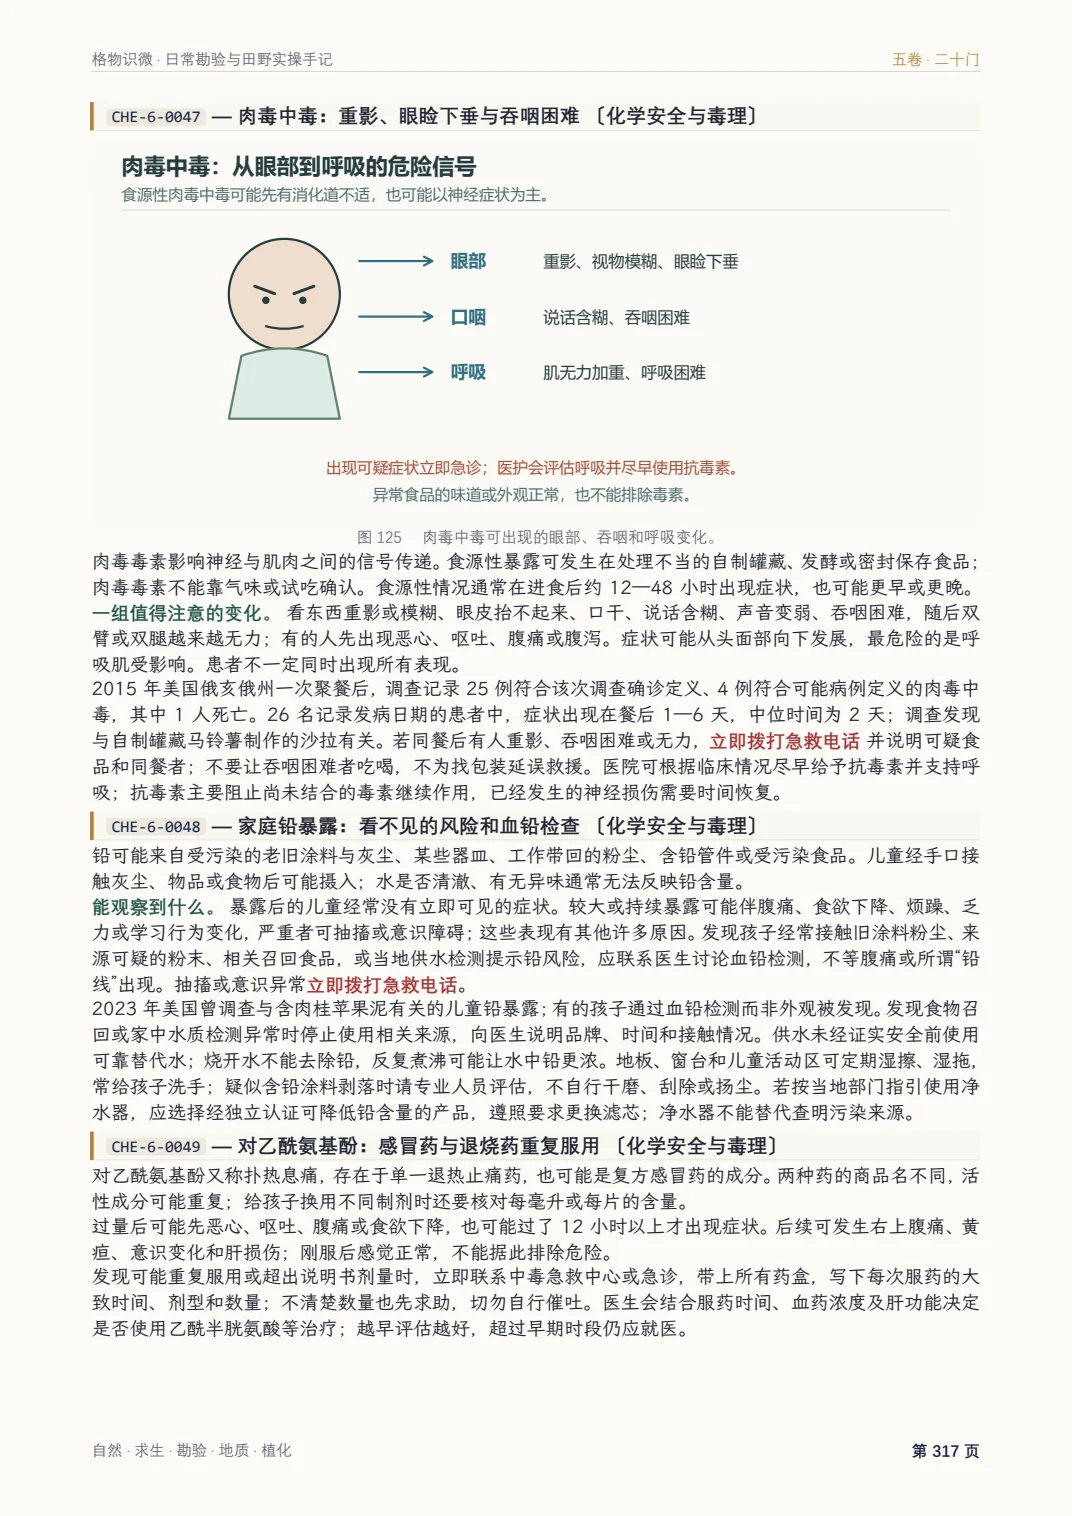 格物识微 · 日常勘验与田野实操手记
五卷 · 二十门
CHE-6-0047 — 肉毒中毒：重影、眼睑下垂与吞咽困难 〔化学安全与毒理〕
肉毒中毒：从眼部到呼吸的危险信号
食源性肉毒中毒可能先有消化道不适，也可能以神经症状为主。
眼部 重影、视物模糊、眼睑下垂
口咽 说话含糊、吞咽困难
呼吸 肌无力加重、呼吸困难
出现可疑症状立即急诊；医护会评估呼吸并尽早使用抗毒素。
异常食品的味道或外观正常，也不能排除毒素。
图 125 肉毒中毒可出现的眼部、吞咽和呼吸变化。
肉毒毒素影响神经与肌肉之间的信号传递。食源性暴露可发生在处理不当的自制罐藏、发酵或密封保存食品；
肉毒毒素不能靠气味或试吃确认。食源性情况通常在进食后约 12—48 小时出现症状，也可能更早或更晚。
一组值得注意的变化。 看东西重影或模糊、眼皮抬不起来、口干、说话含糊、声音变弱、吞咽困难，随后双
臂或双腿越来越无力；有的人先出现恶心、呕吐、腹痛或腹泻。症状可能从头面部向下发展，最危险的是呼
吸肌受影响。患者不一定同时出现所有表现。
2015 年美国俄亥俄州一次聚餐后，调查记录 25 例符合该次调查确诊定义、4 例符合可能病例定义的肉毒中
毒，其中 1 人死亡。26 名记录发病日期的患者中，症状出现在餐后 1—6 天，中位时间为 2 天；调查发现
与自制罐藏马铃薯制作的沙拉有关。若同餐后有人重影、吞咽困难或无力，立即拨打急救电话 并说明可疑食
品和同餐者；不要让吞咽困难者吃喝，不为找包装延误救援。医院可根据临床情况尽早给予抗毒素并支持呼
吸；抗毒素主要阻止尚未结合的毒素继续作用，已经发生的神经损伤需要时间恢复。
CHE-6-0048 — 家庭铅暴露：看不见的风险和血铅检查 〔化学安全与毒理〕
铅可能来自受污染的老旧涂料与灰尘、某些器皿、工作带回的粉尘、含铅管件或受污染食品。儿童经手口接
触灰尘、物品或食物后可能摄入；水是否清澈、有无异味通常无法反映铅含量。
能观察到什么。 暴露后的儿童经常没有立即可见的症状。较大或持续暴露可能伴腹痛、食欲下降、烦躁、乏
力或学习行为变化，严重者可抽搐或意识障碍；这些表现有其他许多原因。发现孩子经常接触旧涂料粉尘、来
源可疑的粉末、相关召回食品，或当地供水检测提示铅风险，应联系医生讨论血铅检测，不等腹痛或所谓“铅
线”出现。抽搐或意识异常立即拨打急救电话。
2023 年美国曾调查与含肉桂苹果泥有关的儿童铅暴露；有的孩子通过血铅检测而非外观被发现。发现食物召
回或家中水质检测异常时停止使用相关来源，向医生说明品牌、时间和接触情况。供水未经证实安全前使用
可靠替代水；烧开水不能去除铅，反复煮沸可能让水中铅更浓。地板、窗台和儿童活动区可定期湿擦、湿拖，
常给孩子洗手；疑似含铅涂料剥落时请专业人员评估，不自行干磨、刮除或扬尘。若按当地部门指引使用净
水器，应选择经独立认证可降低铅含量的产品，遵照要求更换滤芯；净水器不能替代查明污染来源。
CHE-6-0049 — 对乙酰氨基酚：感冒药与退烧药重复服用 〔化学安全与毒理〕
对乙酰氨基酚又称扑热息痛，存在于单一退热止痛药，也可能是复方感冒药的成分。两种药的商品名不同，活
性成分可能重复；给孩子换用不同制剂时还要核对每毫升或每片的含量。
过量后可能先恶心、呕吐、腹痛或食欲下降，也可能过了 12 小时以上才出现症状。后续可发生右上腹痛、黄
疸、意识变化和肝损伤；刚服后感觉正常，不能据此排除危险。
发现可能重复服用或超出说明书剂量时，立即联系中毒急救中心或急诊，带上所有药盒，写下每次服药的大
致时间、剂型和数量；不清楚数量也先求助，切勿自行催吐。医生会结合服药时间、血药浓度及肝功能决定
是否使用乙酰半胱氨酸等治疗；越早评估越好，超过早期时段仍应就医。
自然 · 求生 · 勘验 · 地质 · 植化
第 317 页